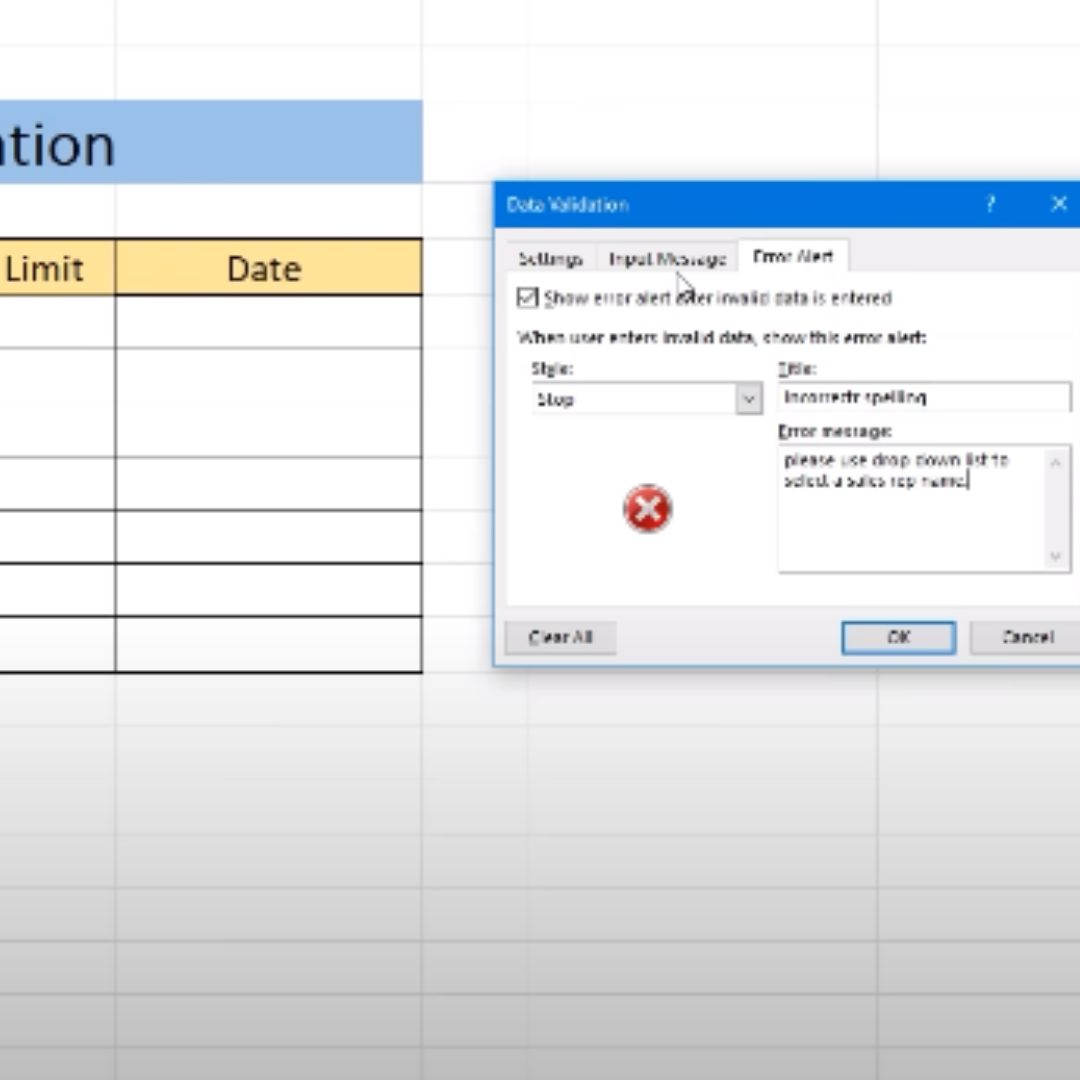 ation
Limit
Date
Data Validation
?
Settings
Input Message
Error Alert
Show error alert after invalid data is entered
When user enters invalid data, show this error alert:
Style:
Title:
Stop
Error message:
please use drop down list to
select a sales rep name.
Clear All
OK
Cancel